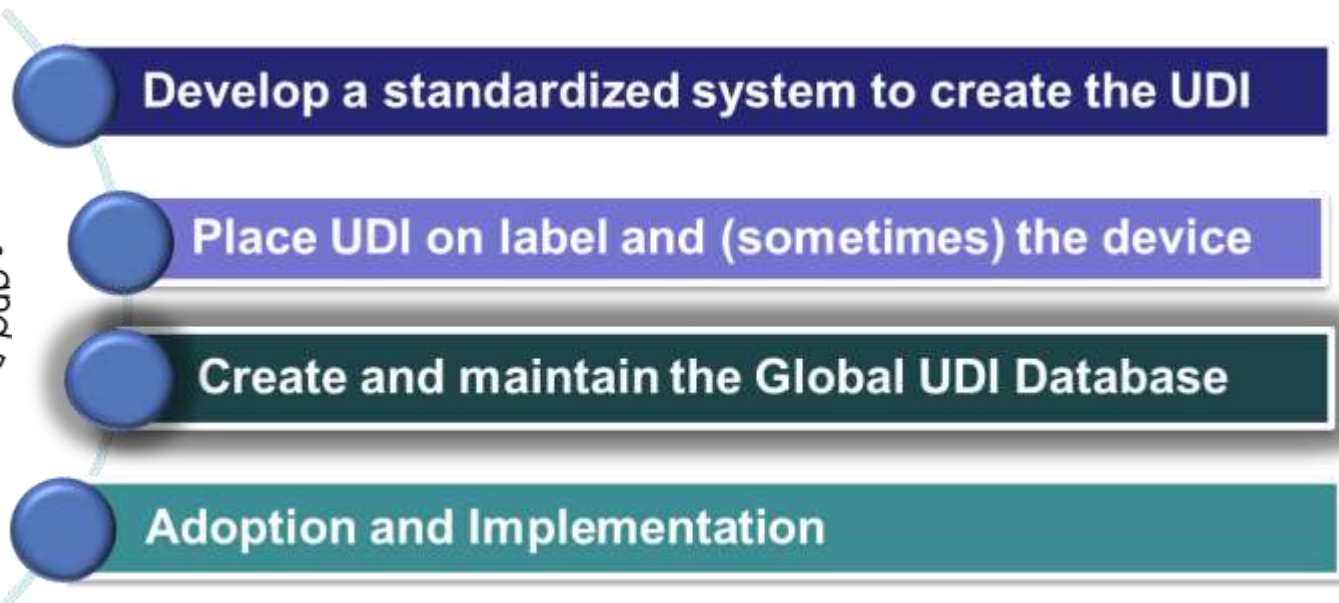 Develop a standardized system to create the UDI
Place UDI on label and (sometimes) the device
Create and maintain the Global UDI Database
Adoption and Implementation